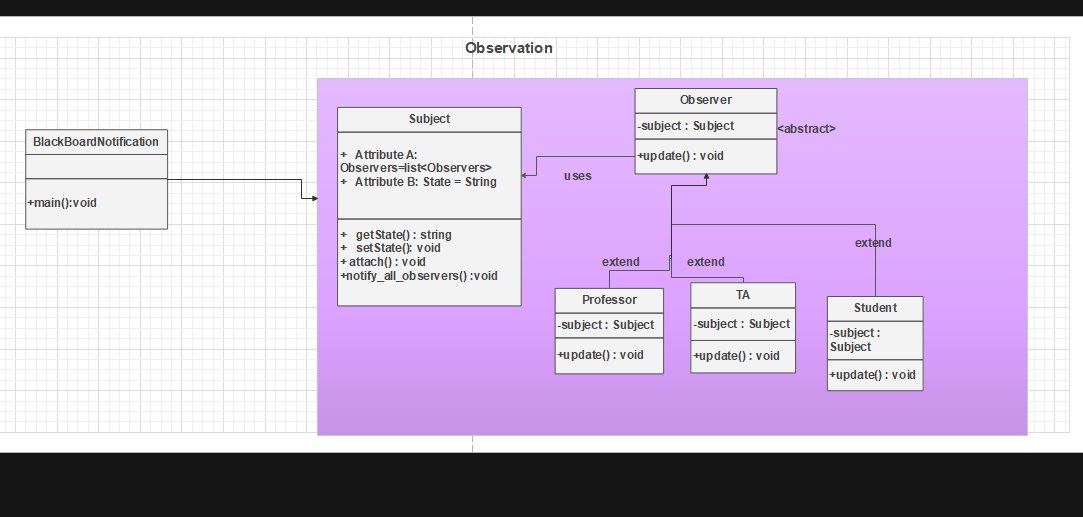 Observation
BlackBoardNotification
+main():void
Subject
+ Attribute A:
Observers=list<Observers>
+ Attribute B: State = String
+ getState() : string
+ setState(): void
+ attach() : void
+notify_all_observers() :void
Observer
-subject : Subject
+update() : void
<abstract>
uses
extend
extend
extend
Professor
-subject : Subject
+update() : void
TA
-subject : Subject
+update() : void
Student
-subject :
Subject
+update() : void